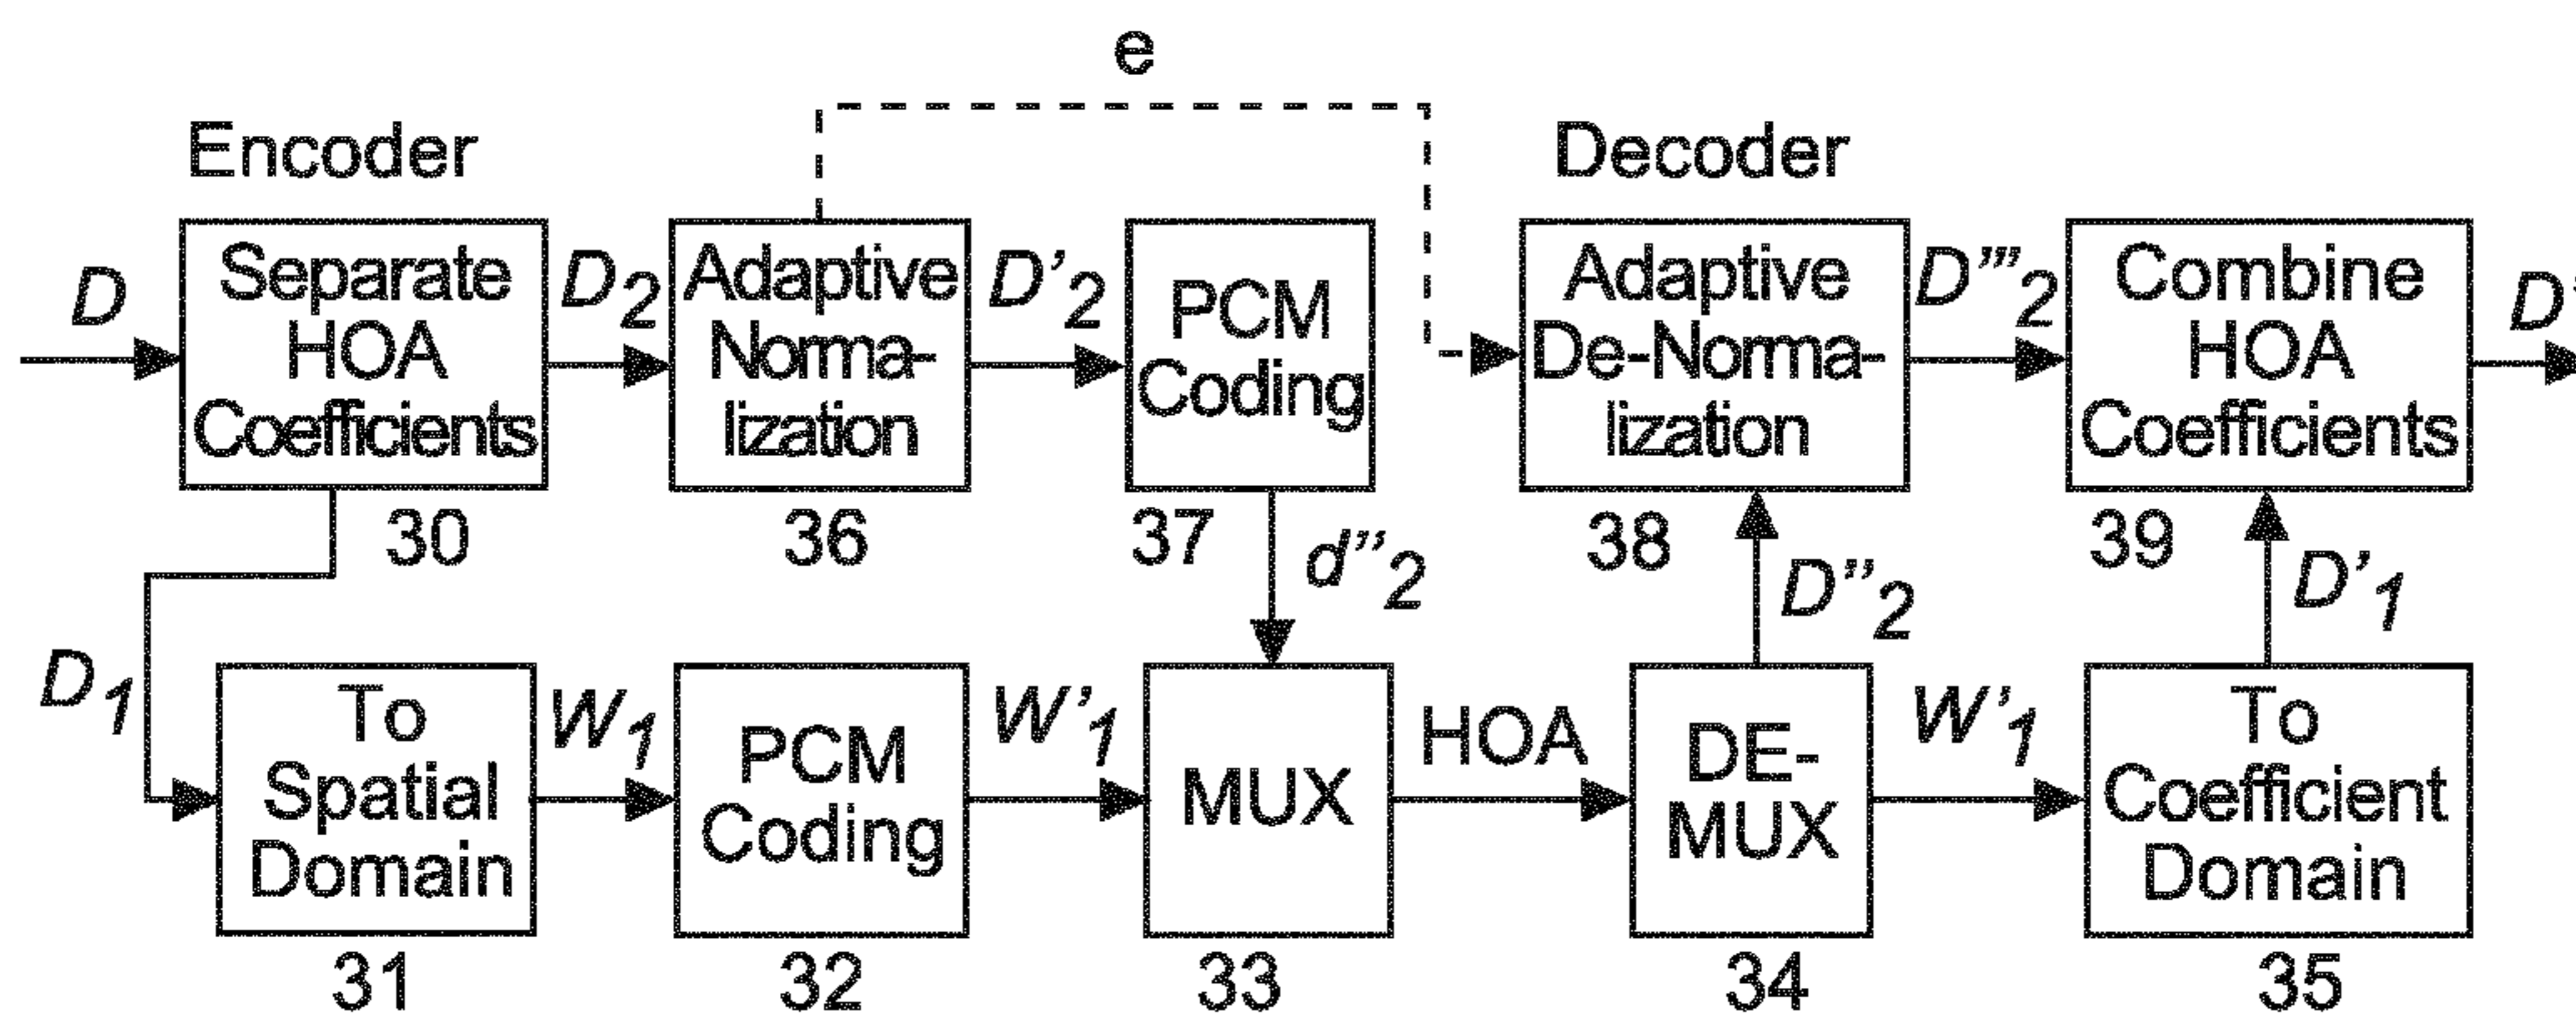 e
Encoder
Decoder
D
Separate
HOA
Coefficients
30
D2
Adaptive
Norma-
lization
36
D'2
PCM
Coding
37
Adaptive
De-Norma-
lization
38
D'''2
Combine
HOA
Coefficients
39
D'
d''2
D''2
D'1
D1
To
Spatial
Domain
31
W1
PCM
Coding
32
W'1
MUX
33
HOA
DE-
MUX
34
W'1
To
Coefficient
Domain
35